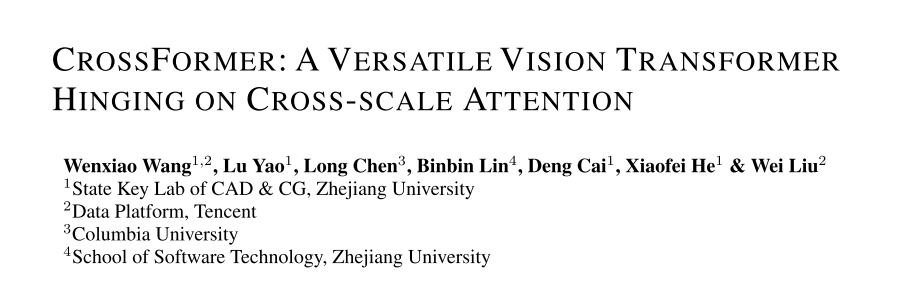 CROSSFORMER: A VERSATILE VISION TRANSFORMER
HINGING ON CROSS-SCALE ATTENTION
Wenxiao Wang1,2, Lu Yao1, Long Chen3, Binbin Lin4, Deng Cai1, Xiaofei He1 & Wei Liu2
1State Key Lab of CAD & CG, Zhejiang University
2Data Platform, Tencent
3Columbia University
4School of Software Technology, Zhejiang University